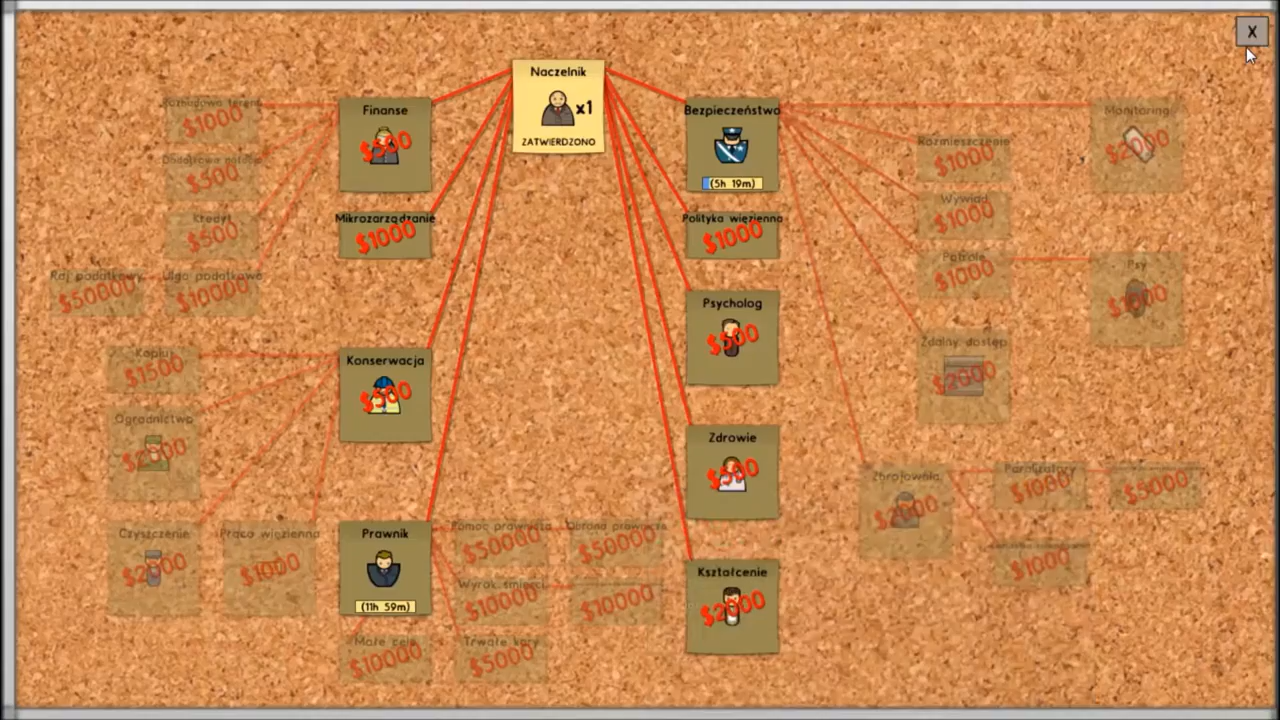 X
Naczelnik
x1
ZATWIERDZONO
Finanse
$500
Mikrozarządzanie
$1000
Rozbudowa terenu
$1000
Dodatkowa dotacja
$500
Kredyt
$500
Raj podatkowy
$50000
Ulga podatkowa
$10000
Konserwacja
$500
Kopiuj
$1500
Ogrodnictwo
$2000
Czyszczenie
$2000
Praca więzienna
$1000
Prawnik
(11h 59m)
Pomoc prawnicza
$50000
Obrona prawnicza
$50000
Wyrok śmierci
$10000
$10000
Małe cele
$10000
Trwałe kary
$5000
Bezpieczeństwo
(5h 19m)
Polityka więzienna
$1000
Psycholog
$500
Zdrowie
$500
Kształcenie
$2000
Monitoring
$2000
Rozmieszczenie
$1000
Wywiad
$1000
Patrole
$1000
Psy
$1000
Zdalny dostęp
$2000
Zbrojownia
$2000
Paralizatory
$1000
$5000
$1000